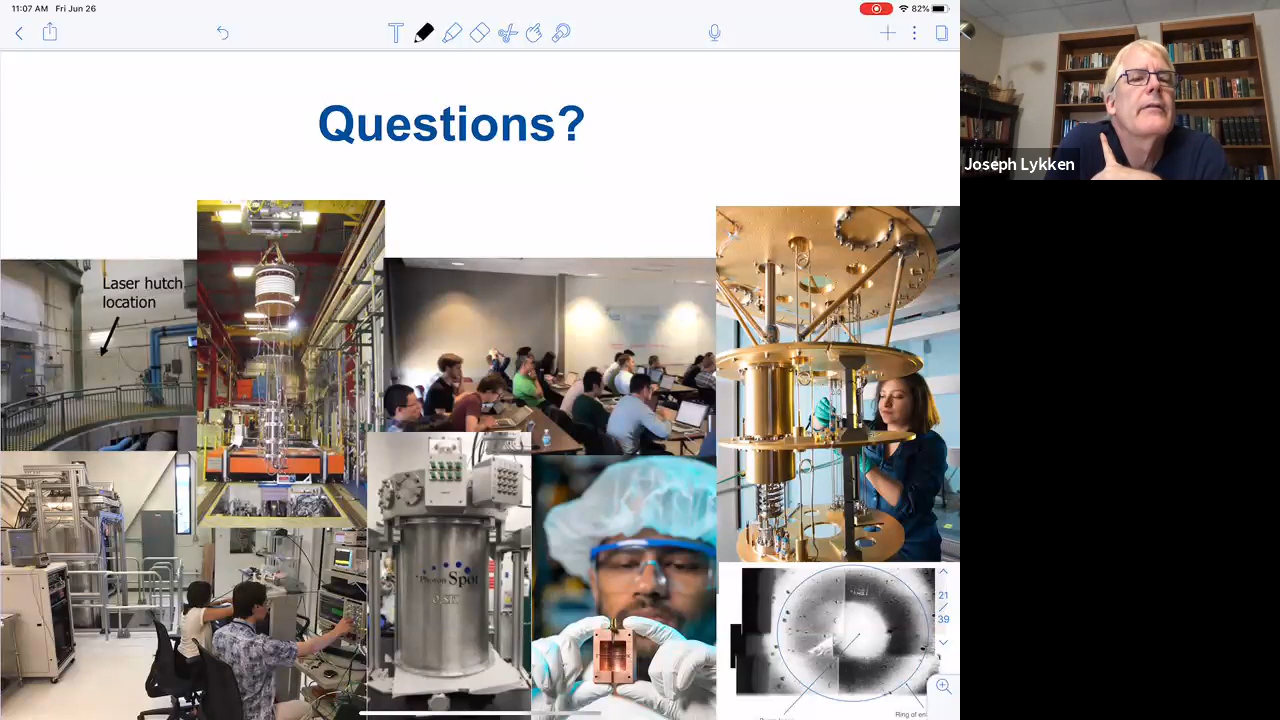 11:07 AM Fri Jun 26
82%
Questions?
Joseph Lykken
Laser hutch
location
Photon Spot
21
39
Ring of en